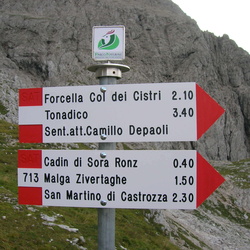 Forcella Col dei Cistri 2.10
Tonadico 3.40
Sent.att.Camillo Depaoli
Cadin di Sora Ronz 0.40
713 Malga Zivertaghe 1.50
San Martino di Castrozza 2.30